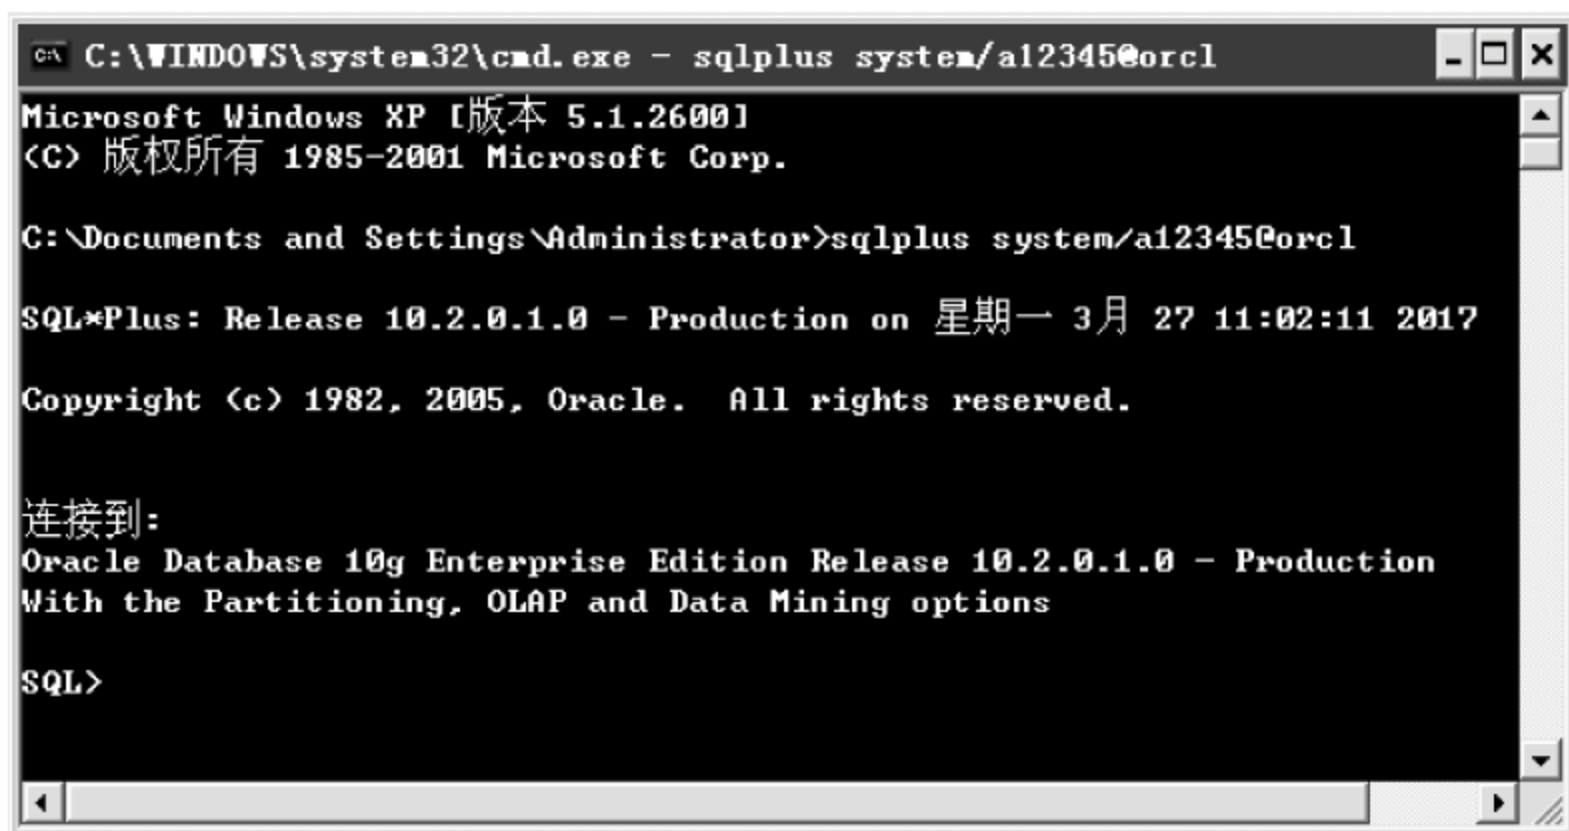 C:\WINDOWS\system32\cmd.exe - sqlplus system/a12345@orcl
Microsoft Windows XP [版本 5.1.2600]
(C) 版权所有 1985-2001 Microsoft Corp.
C:\Documents and Settings\Administrator>sqlplus system/a12345@orcl
SQL*Plus: Release 10.2.0.1.0 - Production on 星期一 3月 27 11:02:11 2017
Copyright (c) 1982, 2005, Oracle.  All rights reserved.
连接到:
Oracle Database 10g Enterprise Edition Release 10.2.0.1.0 - Production
With the Partitioning, OLAP and Data Mining options
SQL>